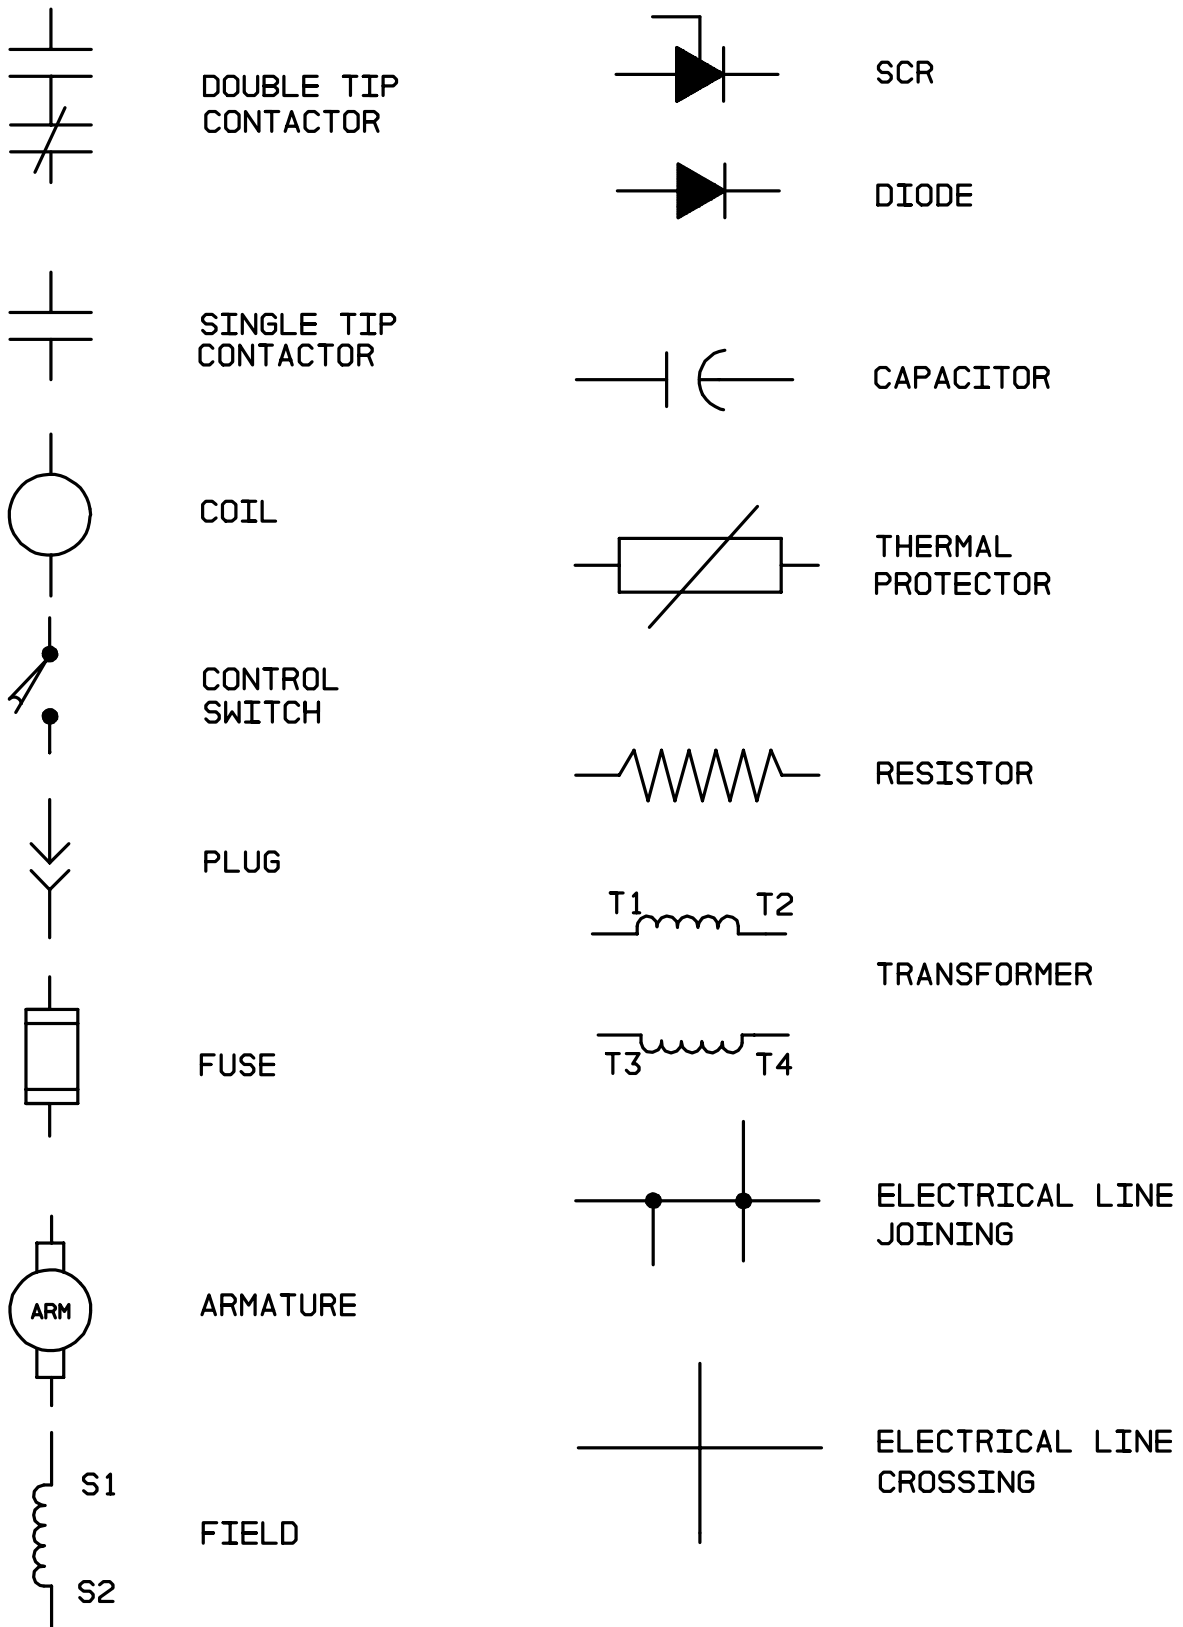 DOUBLE TIP
CONTACTOR
SINGLE TIP
CONTACTOR
COIL
CONTROL
SWITCH
PLUG
FUSE
ARM
ARMATURE
S1
FIELD
S2
SCR
DIODE
CAPACITOR
THERMAL
PROTECTOR
RESISTOR
T1 T2
TRANSFORMER
T3 T4
ELECTRICAL LINE
JOINING
ELECTRICAL LINE
CROSSING